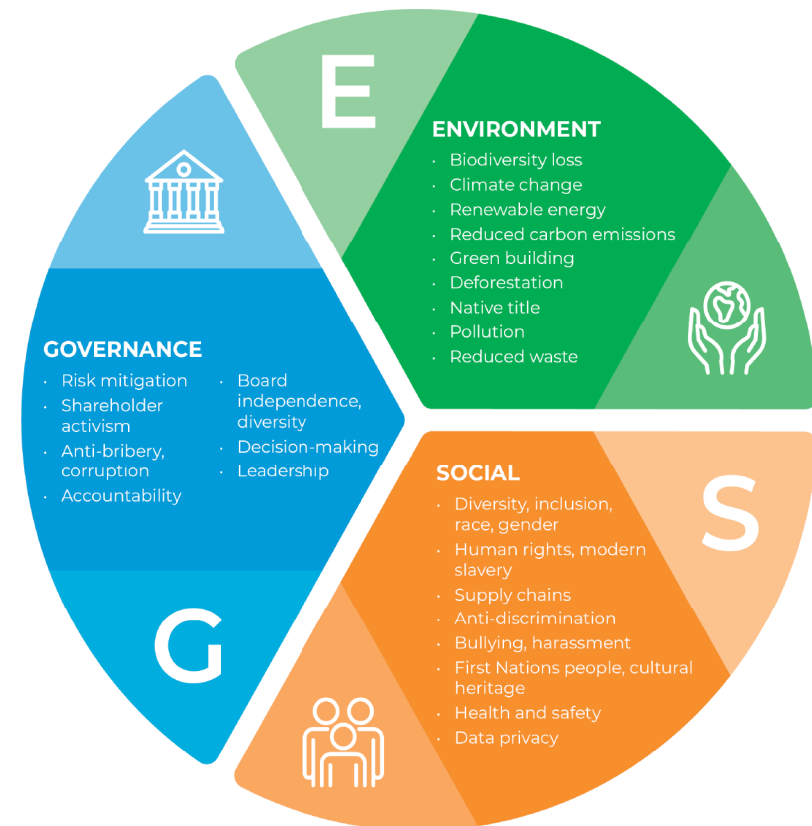 E
ENVIRONMENT
· Biodiversity loss
· Climate change
· Renewable energy
· Reduced carbon emissions
· Green building
· Deforestation
· Native title
· Pollution
· Reduced waste
GOVERNANCE
· Risk mitigation
· Shareholder
activism
· Anti-bribery,
corruption
· Accountability
· Board
independence,
diversity
· Decision-making
· Leadership
G
SOCIAL
· Diversity, inclusion,
race, gender
· Human rights, modern
slavery
· Supply chains
· Anti-discrimination
· Bullying, harassment
· First Nations people, cultural
heritage
· Health and safety
· Data privacy
S